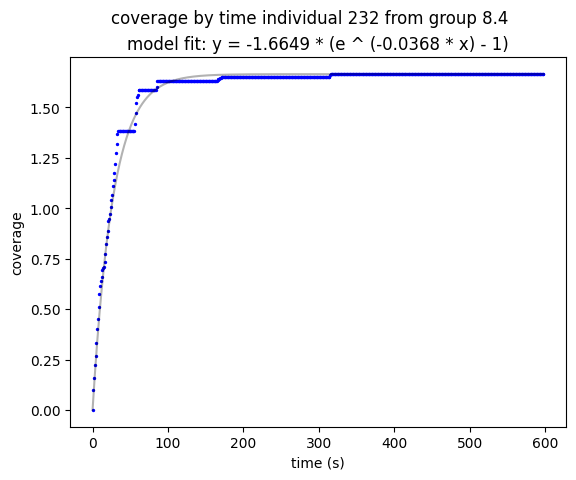 coverage by time individual 232 from group 8.4
model fit: y = -1.6649 * (e ^ (-0.0368 * x) - 1)
1.50
1.25
1.00
0.75
0.50
0.25
0.00
coverage
0 100 200 300 400 500 600
time (s)